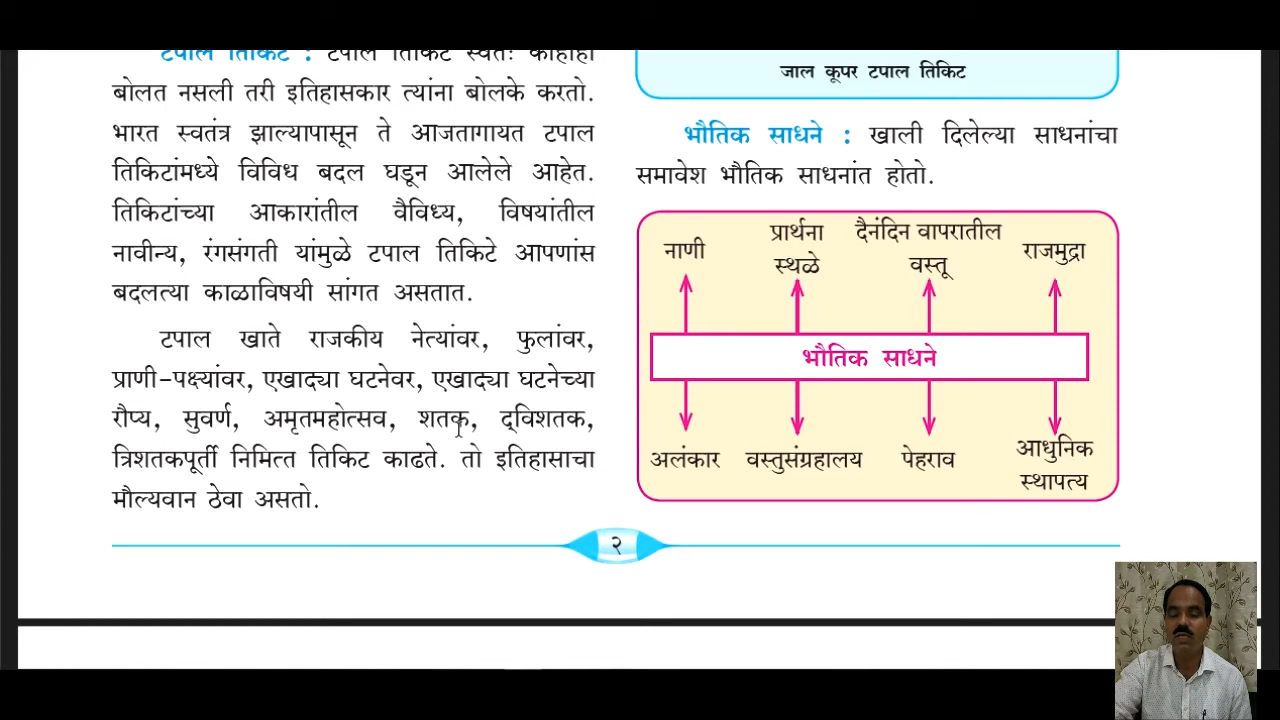 टपाल तिकिट : टपाल तिकिट स्वतः काहीही
बोलत नसली तरी इतिहासकार त्यांना बोलके करतो.
भारत स्वतंत्र झाल्यापासून ते आजतागायत टपाल
तिकिटांमध्ये विविध बदल घडून आलेले आहेत.
तिकिटांच्या आकारांतील वैविध्य, विषयांतील
नावीन्य, रंगसंगती यांमुळे टपाल तिकिटे आपणांस
बदलत्या काळाविषयी सांगत असतात.
टपाल खाते राजकीय नेत्यांवर, फुलांवर,
प्राणी-पक्ष्यांवर, एखाद्या घटनेवर, एखाद्या घटनेच्या
रौप्य, सुवर्ण, अमृतमहोत्सव, शतक, द्विशतक,
त्रिशतकपूर्ती निमित्त तिकिट काढते. तो इतिहासाचा
मौल्यवान ठेवा असतो.
जाल कूपर टपाल तिकिट
भौतिक साधने : खाली दिलेल्या साधनांचा
समावेश भौतिक साधनांत होतो.
नाणी
प्रार्थना
स्थळे
दैनंदिन वापरातील
वस्तू
राजमुद्रा
भौतिक साधने
अलंकार
वस्तुसंग्रहालय
पेहराव
आधुनिक
स्थापत्य
२